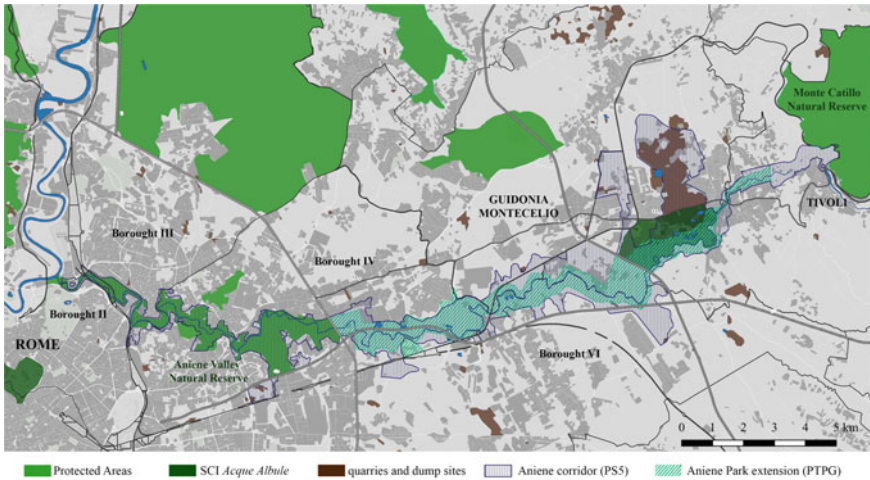 Monte Catillo
Natural Reserve
GUIDONIA
MONTECELIO
TIVOLI
Borought III
Borought IV
Borought II
ROME
Aniene Valley
Natural Reserve
Borought VI
0 1 2 3 4 5 km
Protected Areas
SCI Acque Albule
quarries and dump sites
Aniene corridor (PS5)
Aniene Park extension (PTPG)